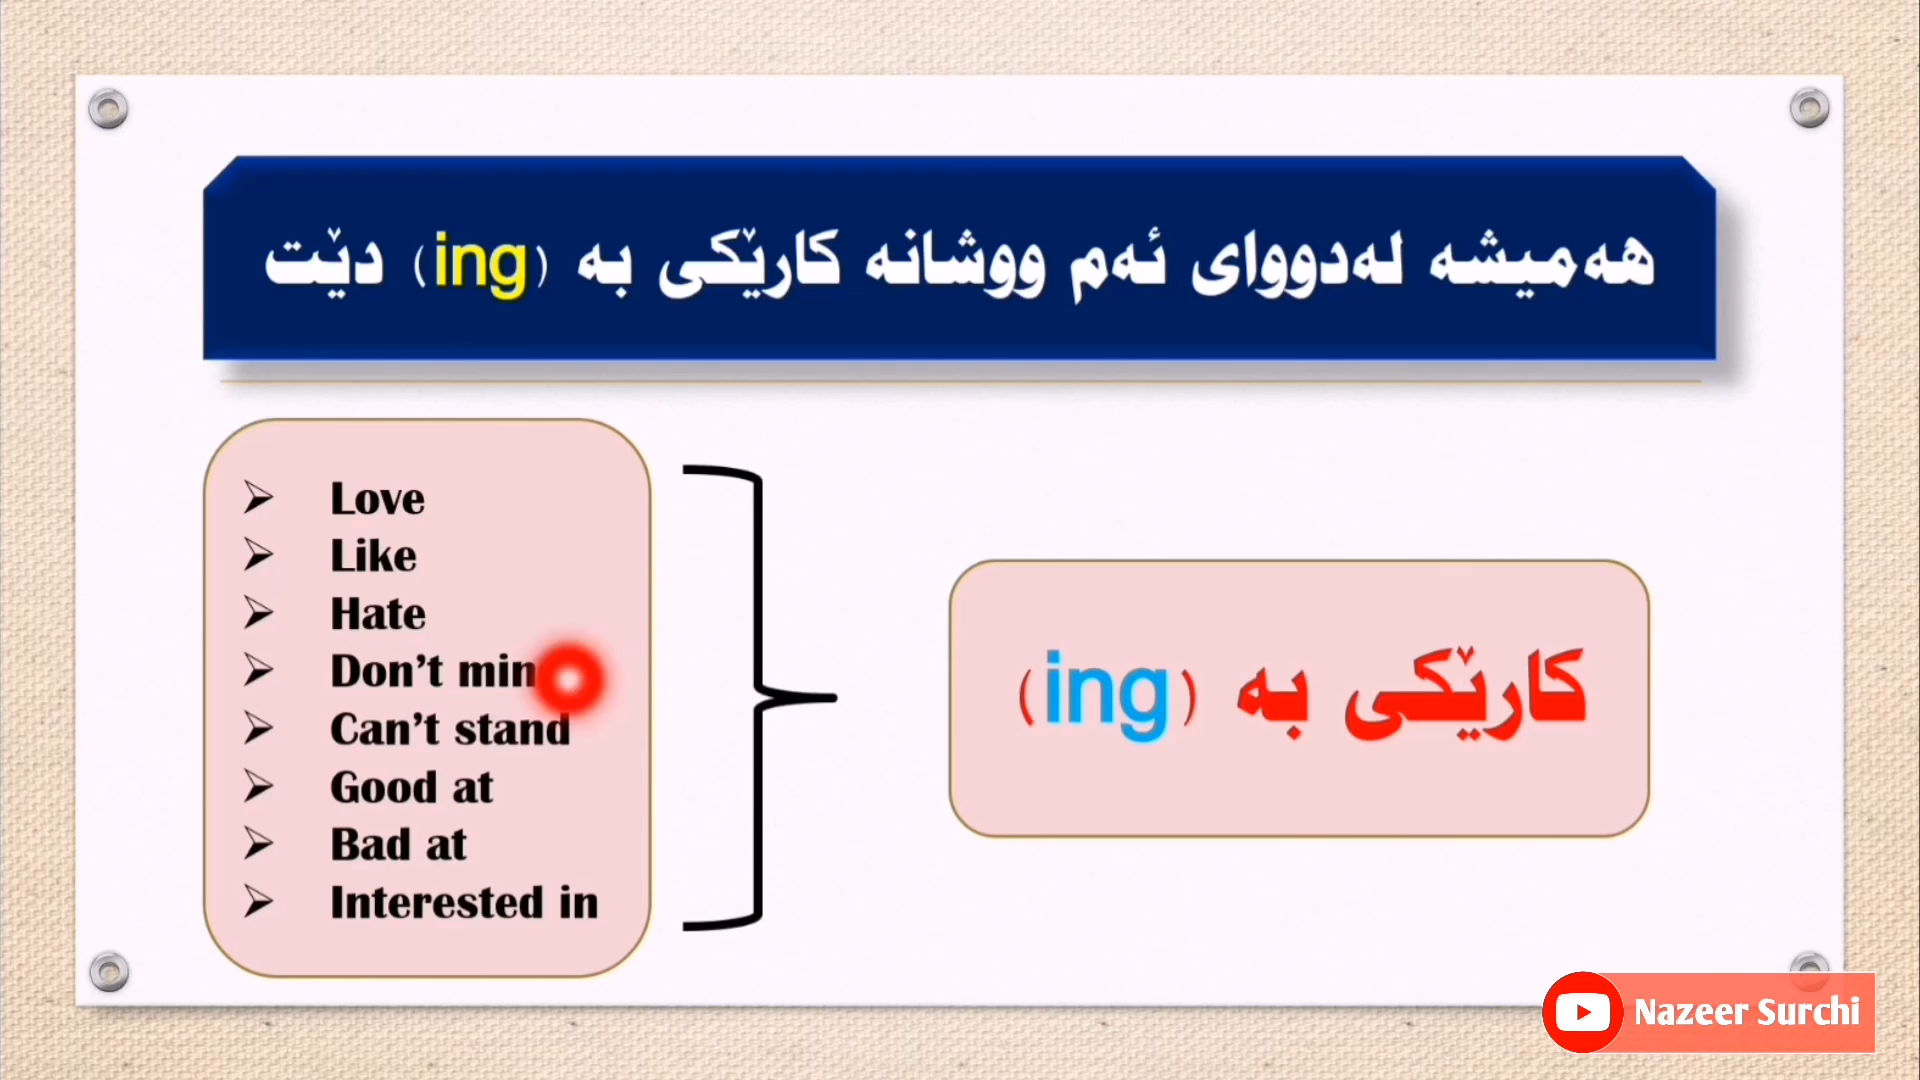 هەمیشە لەدووای ئەم ووشانە کارێکی بە (ing) دێت
Love
Like
Hate
Don't min
Can't stand
Good at
Bad at
Interested in
کارێکی بە (ing)
Nazeer Surchi